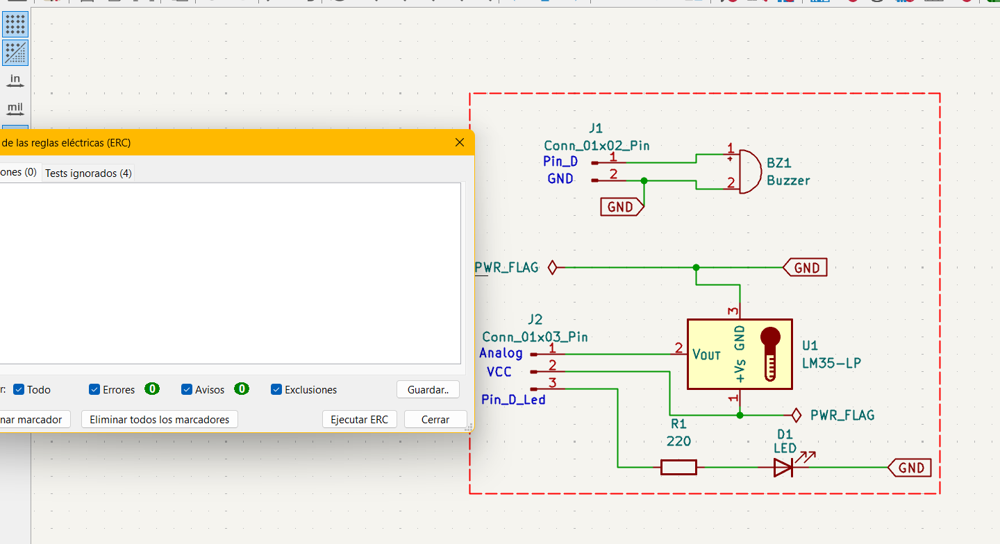 in
mil
de las reglas eléctricas (ERC)
ones (0)
Tests ignorados (4)
r:
Todo
Errores
0
Avisos
0
Exclusiones
Guardar..
nar marcador
Eliminar todos los marcadores
Ejecutar ERC
Cerrar
J1
Conn_01x02_Pin
Pin_D
1
GND
2
GND
1
+
2
BZ1
Buzzer
PWR_FLAG
GND
J2
Conn_01x03_Pin
Analog
1
VCC
2
3
Pin_D_Led
3
2
VOUT
GND
+Vs
1
U1
LM35-LP
PWR_FLAG
R1
220
D1
LED
GND